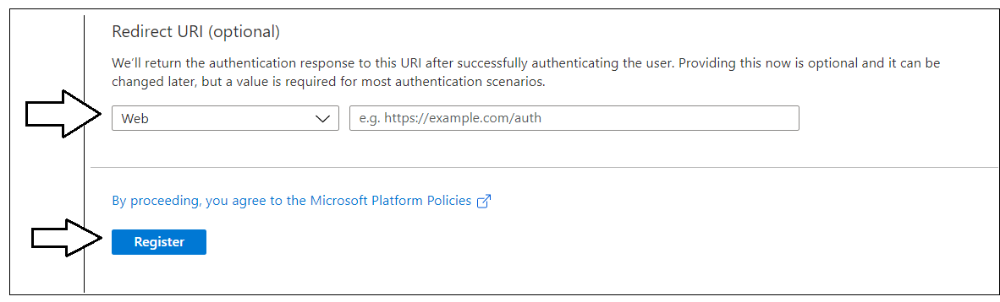 Redirect URI (optional)
We'll return the authentication response to this URI after successfully authenticating the user. Providing this now is optional and it can be
changed later, but a value is required for most authentication scenarios.
Web
e.g. https://example.com/auth
By proceeding, you agree to the Microsoft Platform Policies
Register